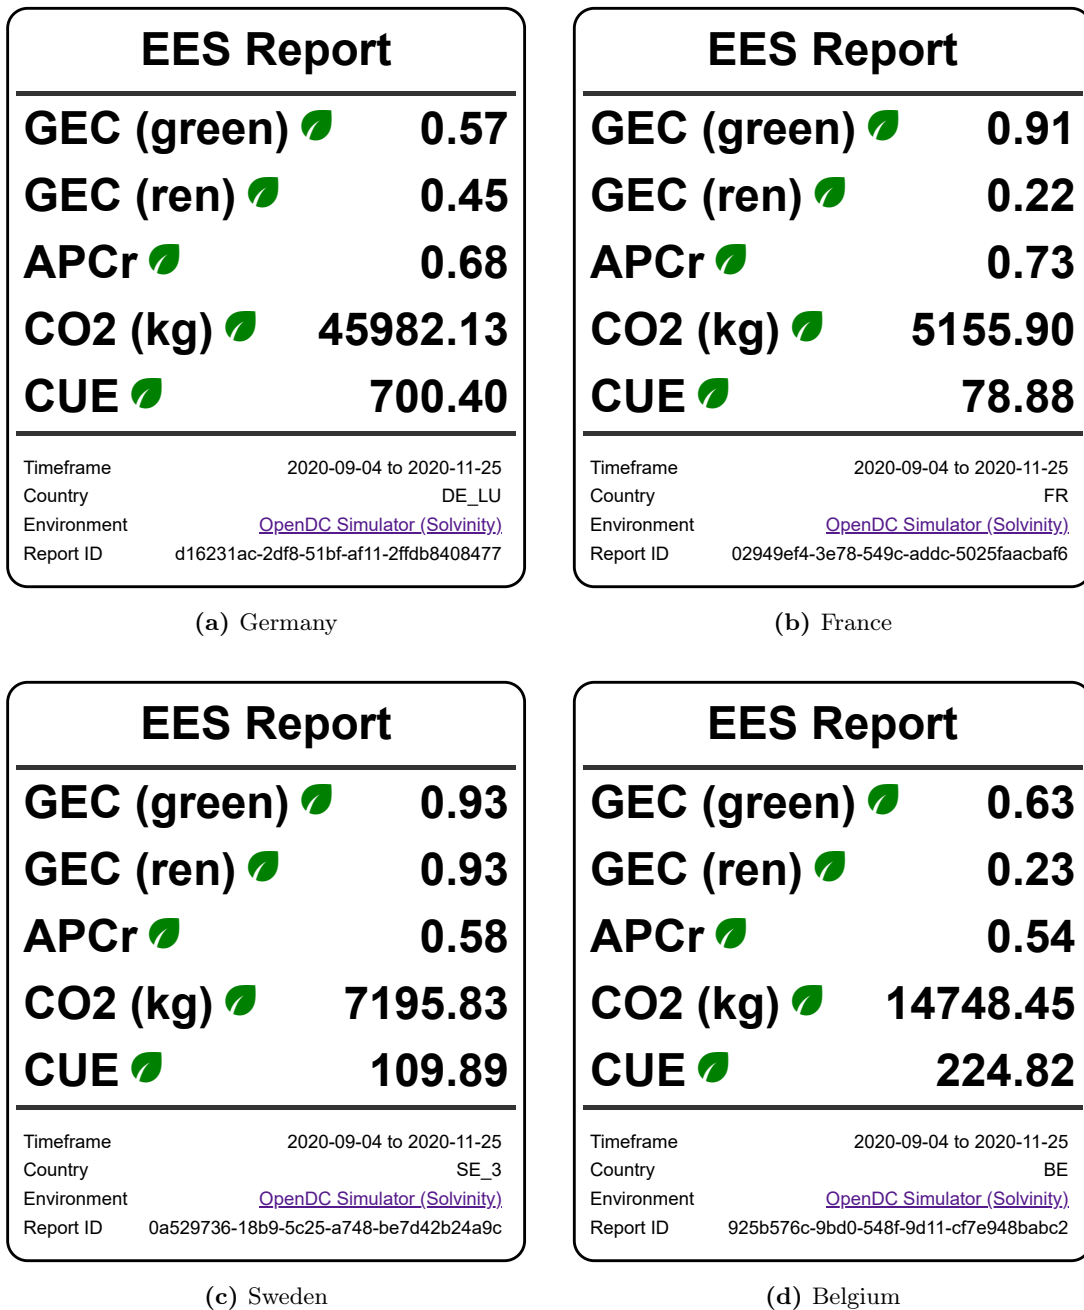 EES Report
GEC (green) 0.57
GEC (ren) 0.45
APCr 0.68
CO2 (kg) 45982.13
CUE 700.40
Timeframe 2020-09-04 to 2020-11-25
Country DE_LU
Environment OpenDC Simulator (Solvinity)
Report ID d16231ac-2df8-51bf-af11-2ffdb8408477
(a) Germany
EES Report
GEC (green) 0.91
GEC (ren) 0.22
APCr 0.73
CO2 (kg) 5155.90
CUE 78.88
Timeframe 2020-09-04 to 2020-11-25
Country FR
Environment OpenDC Simulator (Solvinity)
Report ID 02949ef4-3e78-549c-addc-5025faacbaf6
(b) France
EES Report
GEC (green) 0.93
GEC (ren) 0.93
APCr 0.58
CO2 (kg) 7195.83
CUE 109.89
Timeframe 2020-09-04 to 2020-11-25
Country SE_3
Environment OpenDC Simulator (Solvinity)
Report ID 0a529736-18b9-5c25-a748-be7d42b24a9c
(c) Sweden
EES Report
GEC (green) 0.63
GEC (ren) 0.23
APCr 0.54
CO2 (kg) 14748.45
CUE 224.82
Timeframe 2020-09-04 to 2020-11-25
Country BE
Environment OpenDC Simulator (Solvinity)
Report ID 925b576c-9bd0-548f-9d11-cf7e948babc2
(d) Belgium